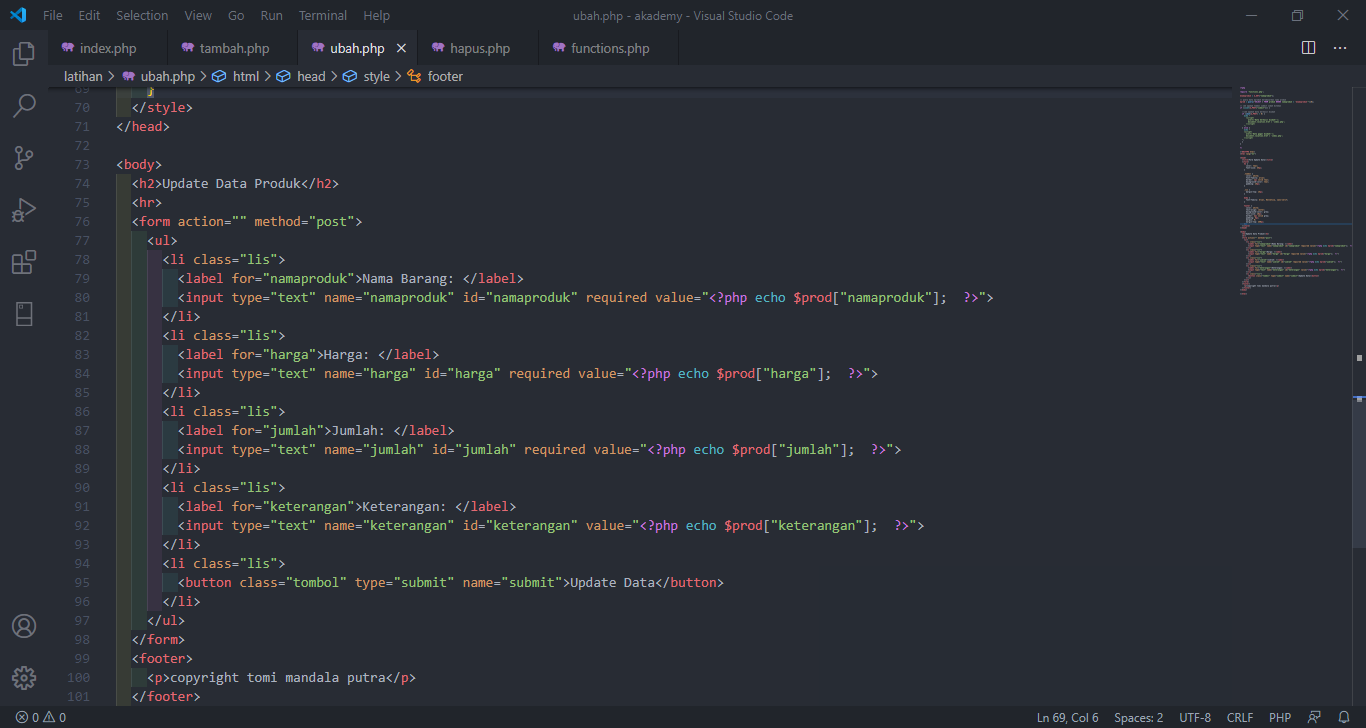 File Edit Selection View Go Run Terminal Help ubah.php - akademy - Visual Studio Code
index.php tambah.php ubah.php hapus.php functions.php
latihan > ubah.php > html > head > style > footer
69 }
70 </style>
71 </head>
72
73 <body>
74 <h2>Update Data Produk</h2>
75 <hr>
76 <form action="" method="post">
77 <ul>
78 <li class="lis">
79 <label for="namaproduk">Nama Barang: </label>
80 <input type="text" name="namaproduk" id="namaproduk" required value="<?php echo $prod["namaproduk"];  ?>">
81 </li>
82 <li class="lis">
83 <label for="harga">Harga: </label>
84 <input type="text" name="harga" id="harga" required value="<?php echo $prod["harga"];  ?>">
85 </li>
86 <li class="lis">
87 <label for="jumlah">Jumlah: </label>
88 <input type="text" name="jumlah" id="jumlah" required value="<?php echo $prod["jumlah"];  ?>">
89 </li>
90 <li class="lis">
91 <label for="keterangan">Keterangan: </label>
92 <input type="text" name="keterangan" id="keterangan" value="<?php echo $prod["keterangan"];  ?>">
93 </li>
94 <li class="lis">
95 <button class="tombol" type="submit" name="submit">Update Data</button>
96 </li>
97 </ul>
98 </form>
99 <footer>
100 <p>copyright tomi mandala putra</p>
101 </footer>
0 0 Ln 69, Col 6 Spaces: 2 UTF-8 CRLF PHP